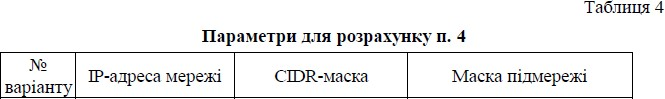 Таблиця 4
Параметри для розрахунку п. 4
№
варіанту
IP-адреса мережі
CIDR-маска
Маска підмережі